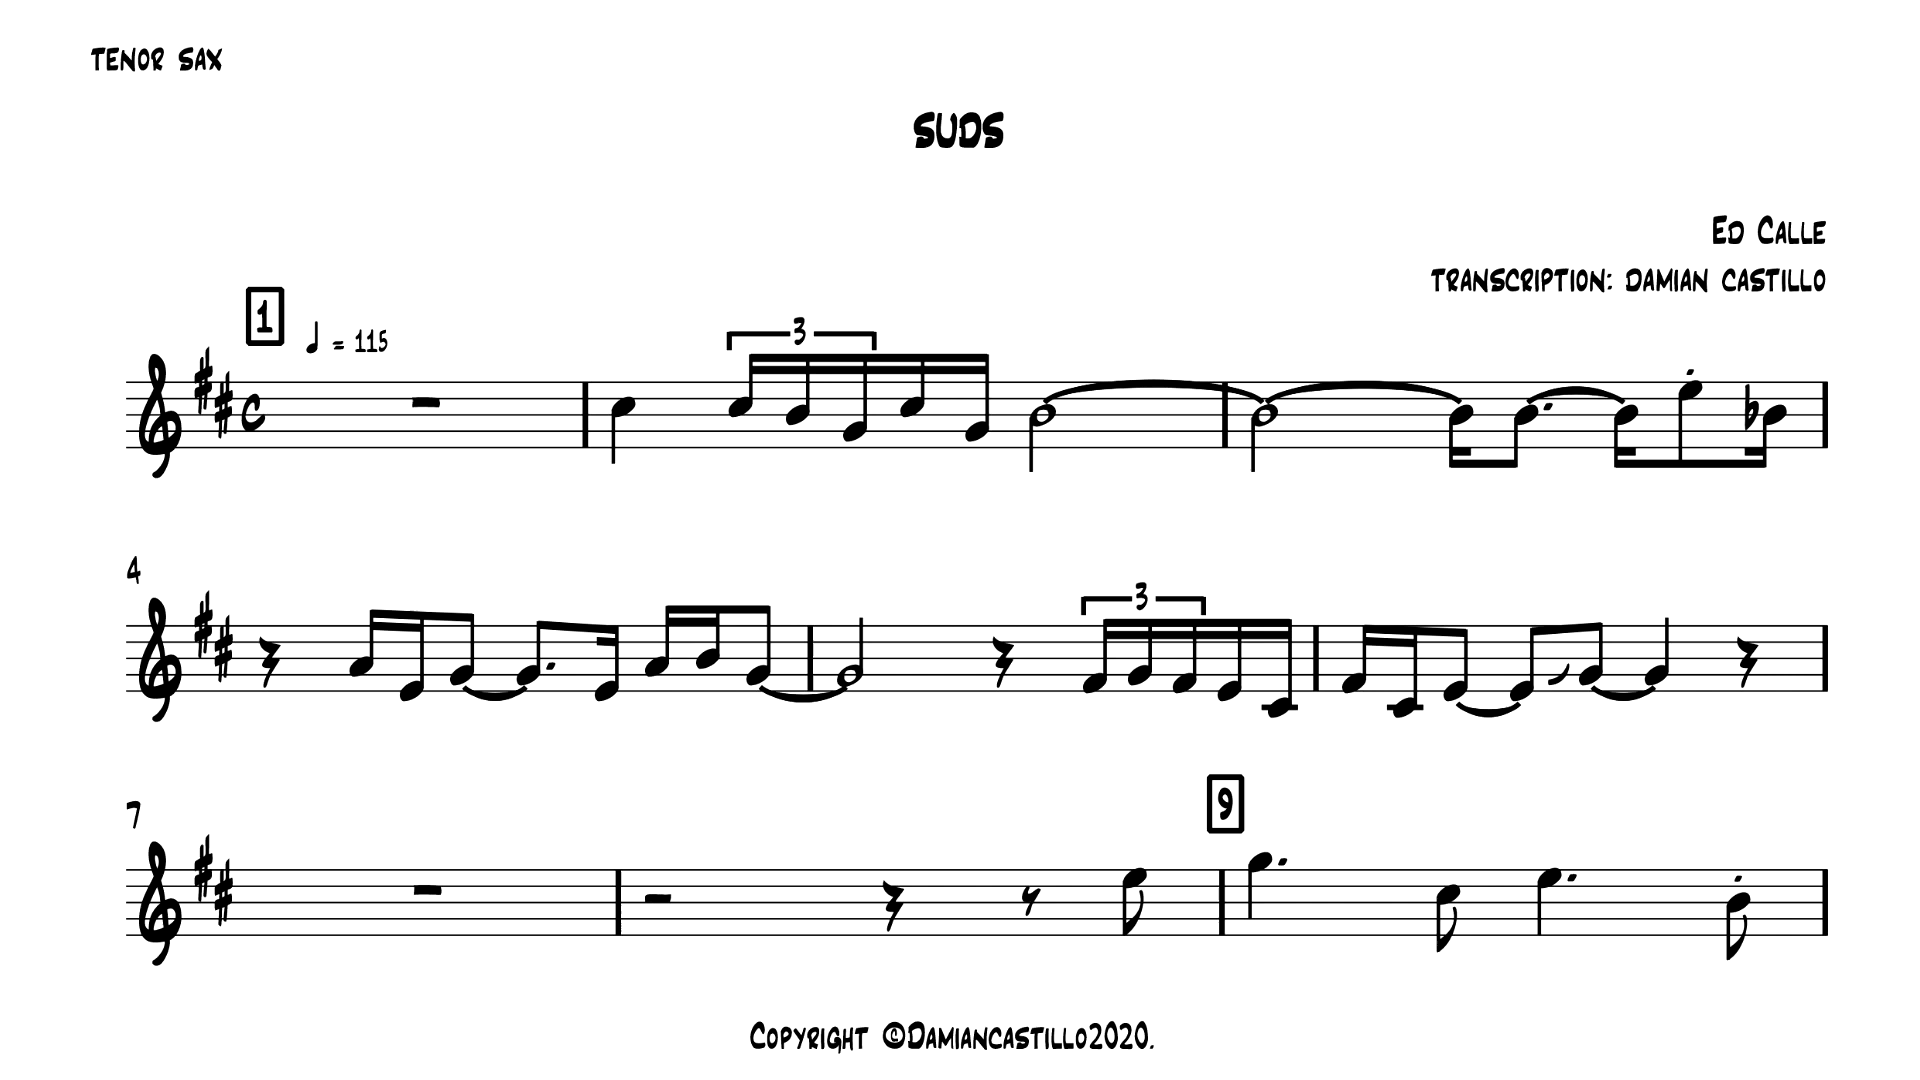 TENOR SAX
SUDS
ED CALLE
TRANSCRIPTION: DAMIAN CASTILLO
1
= 115
3
4
3
7
9
COPYRIGHT ©DAMIANCASTILLO2020.